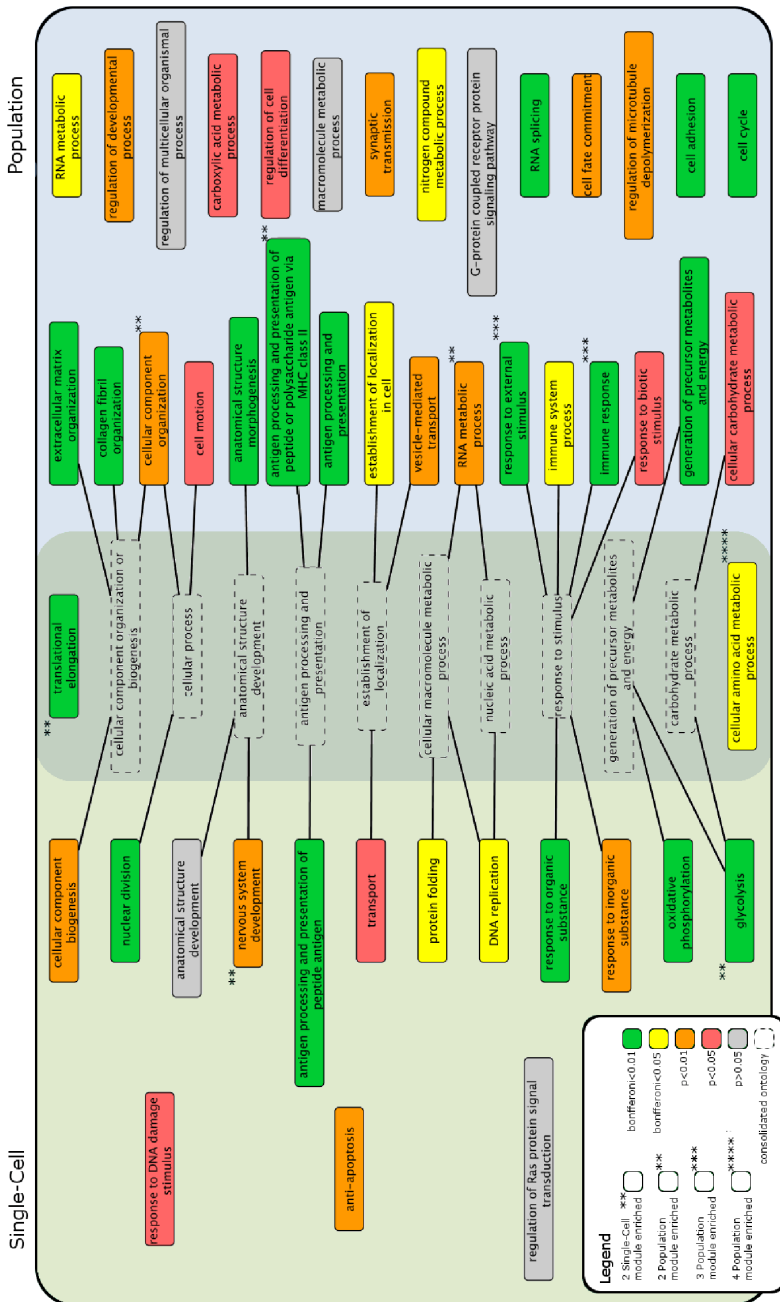 Single-Cell
Population
response to DNA damage
stimulus
anti-apoptosis
regulation of Ras protein signal
transduction
cellular component
biogenesis
nuclear division
anatomical structure
development
**
nervous system
development
antigen processing and presentation of
peptide antigen
transport
protein folding
DNA replication
response to organic
substance
response to inorganic
substance
oxidative
phosphorylation
**
glycolysis
**
translational
elongation
cellular component organization or
biogenesis
cellular process
anatomical structure
development
antigen processing and
presentation
establishment of
localization
cellular macromolecule metabolic
process
nucleic acid metabolic
process
response to stimulus
generation of precursor metabolites
and energy
carbohydrate metabolic
process
****
cellular amino acid metabolic
process
extracellular matrix
organization
collagen fibril
organization
**
cellular component
organization
cell motion
anatomical structure
morphogenesis
**
antigen processing and presentation of
peptide or polysaccharide antigen via
MHC class II
antigen processing and
presentation
establishment of localization
in cell
vesicle-mediated
transport
**
RNA metabolic
process
***
response to external
stimulus
immune system
process
***
immune response
response to biotic
stimulus
generation of precursor metabolites
and energy
cellular carbohydrate metabolic
process
RNA metabolic
process
regulation of developmental
process
regulation of multicellular organismal
process
carboxylic acid metabolic
process
regulation of cell
differentiation
macromolecule metabolic
process
synaptic
transmission
nitrogen compound
metabolic process
G-protein coupled receptor protein
signaling pathway
RNA splicing
cell fate commitment
regulation of microtubule
depolymerization
cell adhesion
cell cycle
Legend
**
2 Single-Cell
module enriched
**
2 Population
module enriched
***
3 Population
module enriched
****
4 Population
module enriched
bonfferoni<0.01
bonfferoni<0.05
p<0.01
p<0.05
p>0.05
consolidated ontology